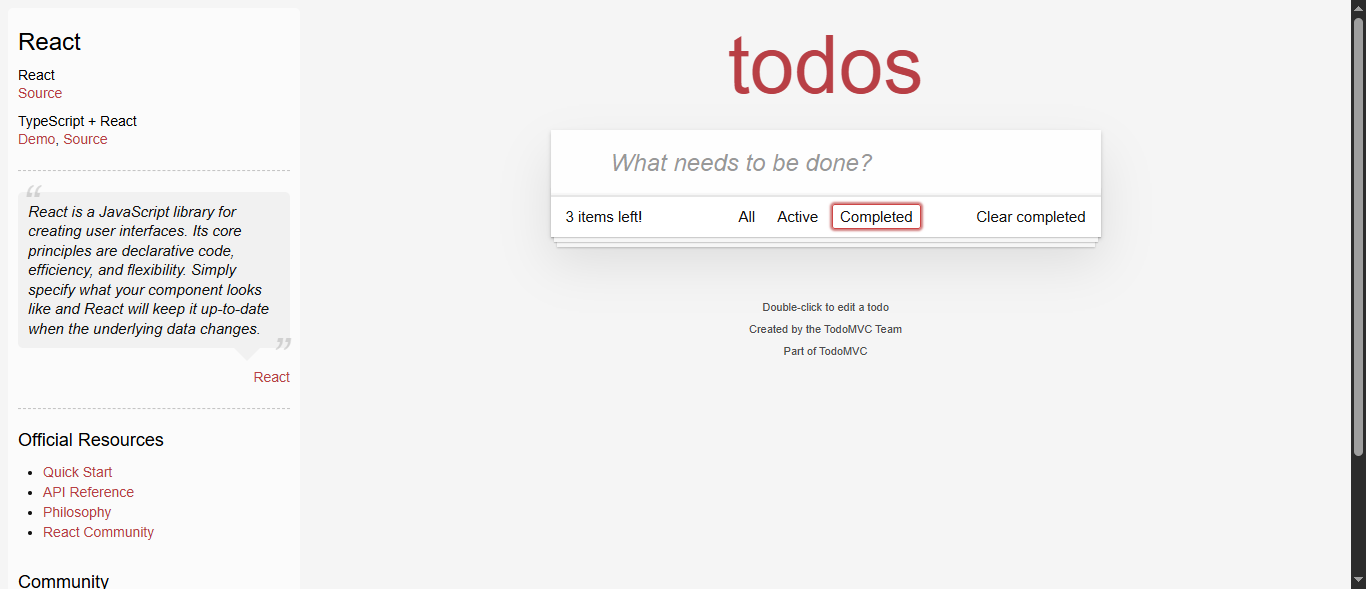 React
React
Source
TypeScript + React
Demo, Source
“
React is a JavaScript library for
creating user interfaces. Its core
principles are declarative code,
efficiency, and flexibility. Simply
specify what your component looks
like and React will keep it up-to-date
when the underlying data changes.
”
React
Official Resources
Quick Start
API Reference
Philosophy
React Community
Community
todos
What needs to be done?
3 items left!
All
Active
Completed
Clear completed
Double-click to edit a todo
Created by the TodoMVC Team
Part of TodoMVC